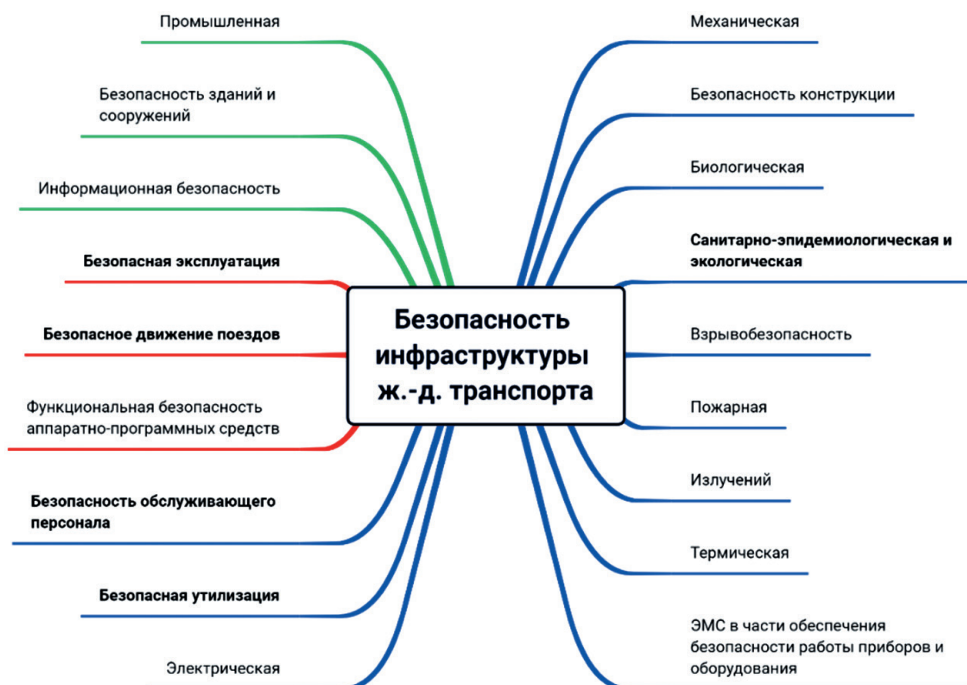 Промышленная
Безопасность зданий и
сооружений
Информационная безопасность
Безопасная эксплуатация
Безопасное движение поездов
Функциональная безопасность
аппаратно-программных средств
Безопасность обслуживающего
персонала
Безопасная утилизация
Электрическая
Безопасность
инфраструктуры
ж.-д. транспорта
Механическая
Безопасность конструкции
Биологическая
Санитарно-эпидемиологическая и
экологическая
Взрывобезопасность
Пожарная
Излучений
Термическая
ЭМС в части обеспечения
безопасности работы приборов и
оборудования